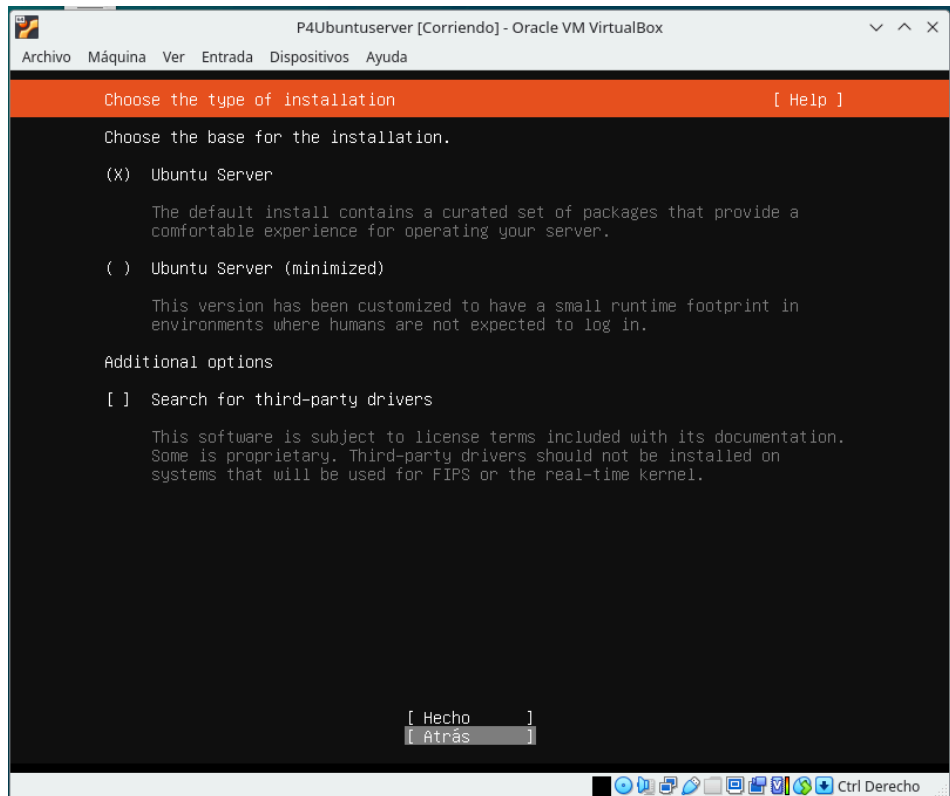 P4Ubuntuserver [Corriendo] - Oracle VM VirtualBox
Archivo Máquina Ver Entrada Dispositivos Ayuda
Choose the type of installation [ Help ]
Choose the base for the installation.
(X) Ubuntu Server
The default install contains a curated set of packages that provide a
comfortable experience for operating your server.
( ) Ubuntu Server (minimized)
This version has been customized to have a small runtime footprint in
environments where humans are not expected to log in.
Additional options
[ ] Search for third-party drivers
This software is subject to license terms included with its documentation.
Some is proprietary. Third-party drivers should not be installed on
systems that will be used for FIPS or the real-time kernel.
[ Hecho ]
[ Atrás ]
Ctrl Derecho